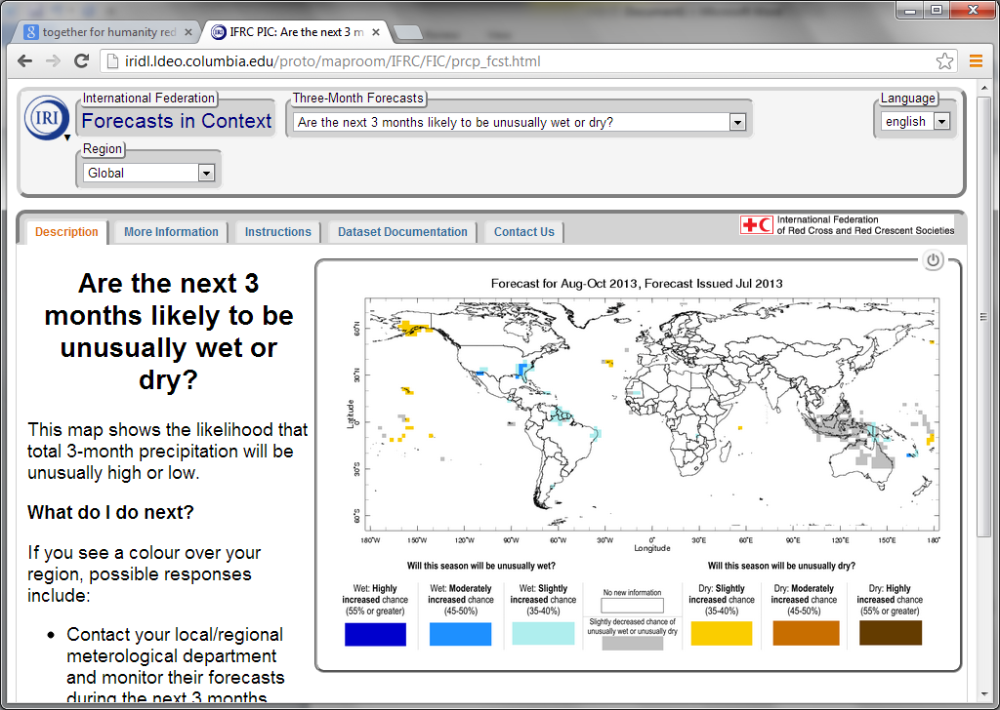 together for humanity red
IFRC PIC: Are the next 3 m
iridl.ldeo.columbia.edu/proto/maproom/IFRC/FIC/prcp_fcst.html
IRI
International Federation
Forecasts in Context
Three-Month Forecasts
Are the next 3 months likely to be unusually wet or dry?
Language
english
Region
Global
Description
More Information
Instructions
Dataset Documentation
Contact Us
International Federation
of Red Cross and Red Crescent Societies
Are the next 3
months likely to be
unusually wet or
dry?
This map shows the likelihood that
total 3-month precipitation will be
unusually high or low.
What do I do next?
If you see a colour over your
region, possible responses
include:
• Contact your local/regional
meterological department
and monitor their forecasts
during the next 3 months
Forecast for Aug-Oct 2013, Forecast Issued Jul 2013
Latitude
60°N
30°N
0°
30°S
60°S
180°W 150°W 120°W 90°W 60°W 30°W 0° 30°E 60°E 90°E 120°E 150°E 180°
Longitude
Will this season will be unusually wet?
Will this season will be unusually dry?
Wet: Highly
increased chance
(55% or greater)
Wet: Moderately
increased chance
(45-50%)
Wet: Slightly
increased chance
(35-40%)
No new information
Slightly decreased chance of
unusually wet or unusually dry
Dry: Slightly
increased chance
(35-40%)
Dry: Moderately
increased chance
(45-50%)
Dry: Highly
increased chance
(55% or greater)